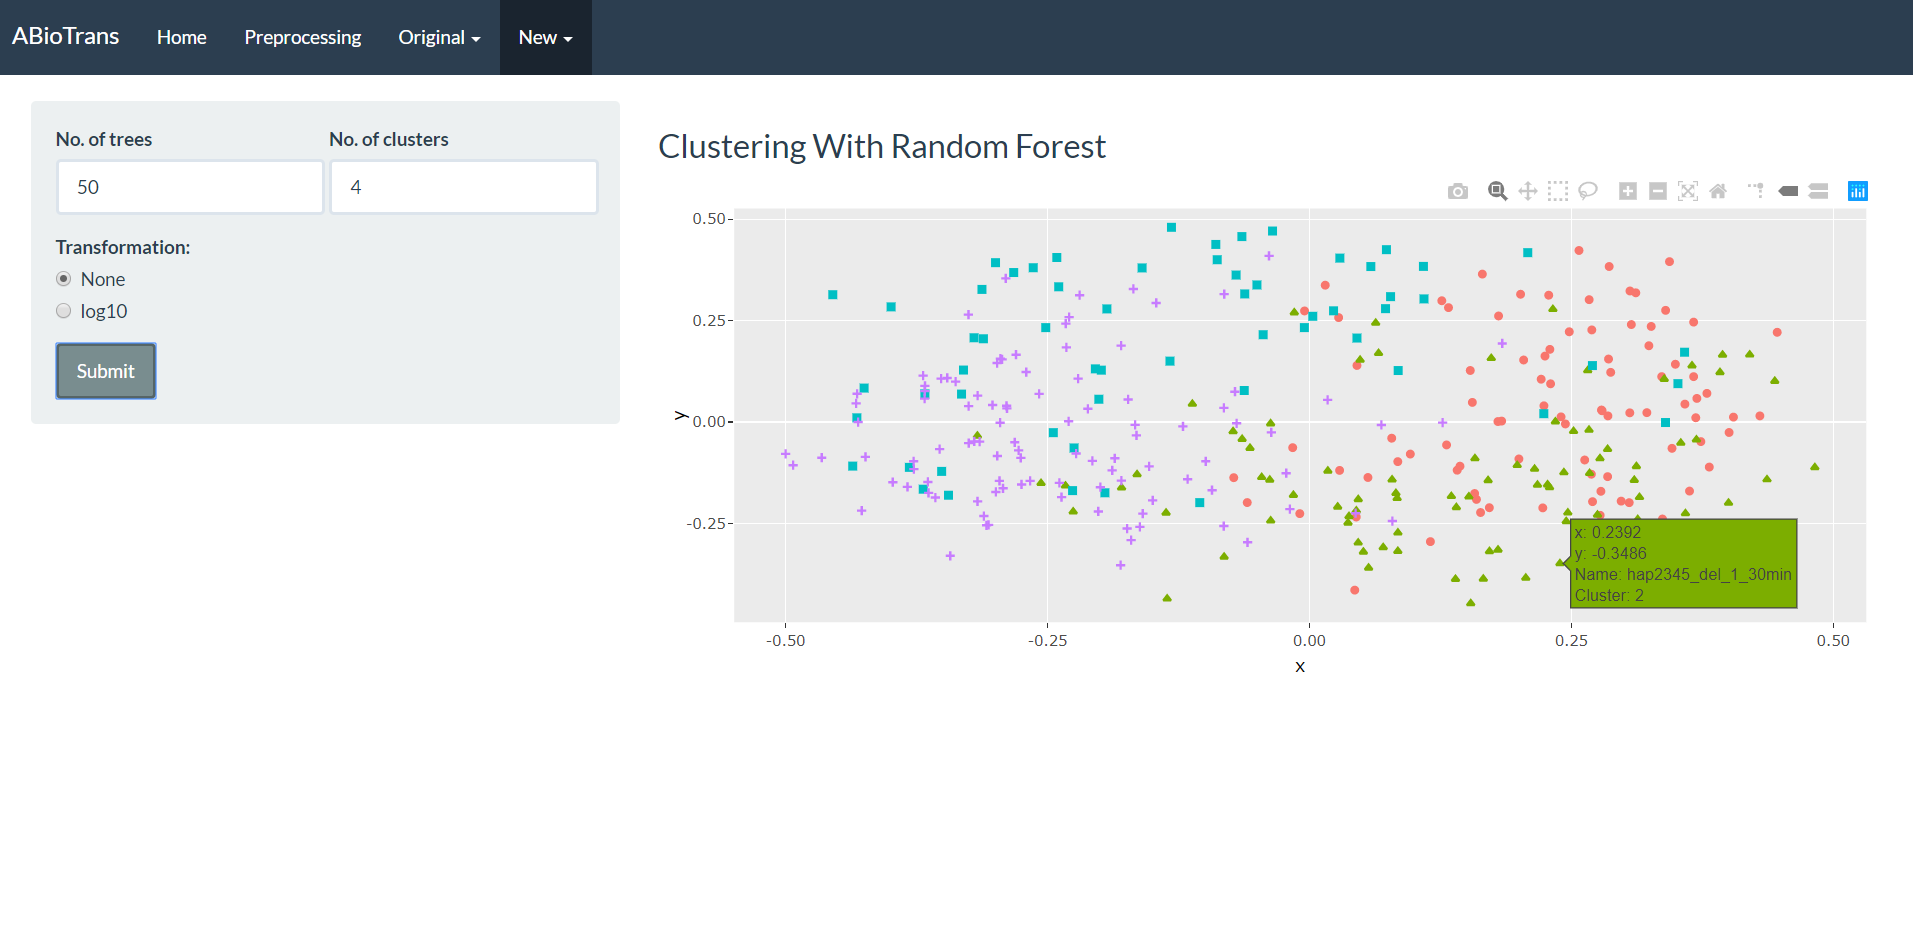 ABioTrans Home Preprocessing Original New
No. of trees No. of clusters
50 4
Transformation:
None
log10
Submit
Clustering With Random Forest
0.50
0.25
0.00
-0.25
y
x: 0.2392
y: -0.3486
Name: hap2345_del_1_30min
Cluster: 2
-0.50 -0.25 0.00 0.25 0.50
x